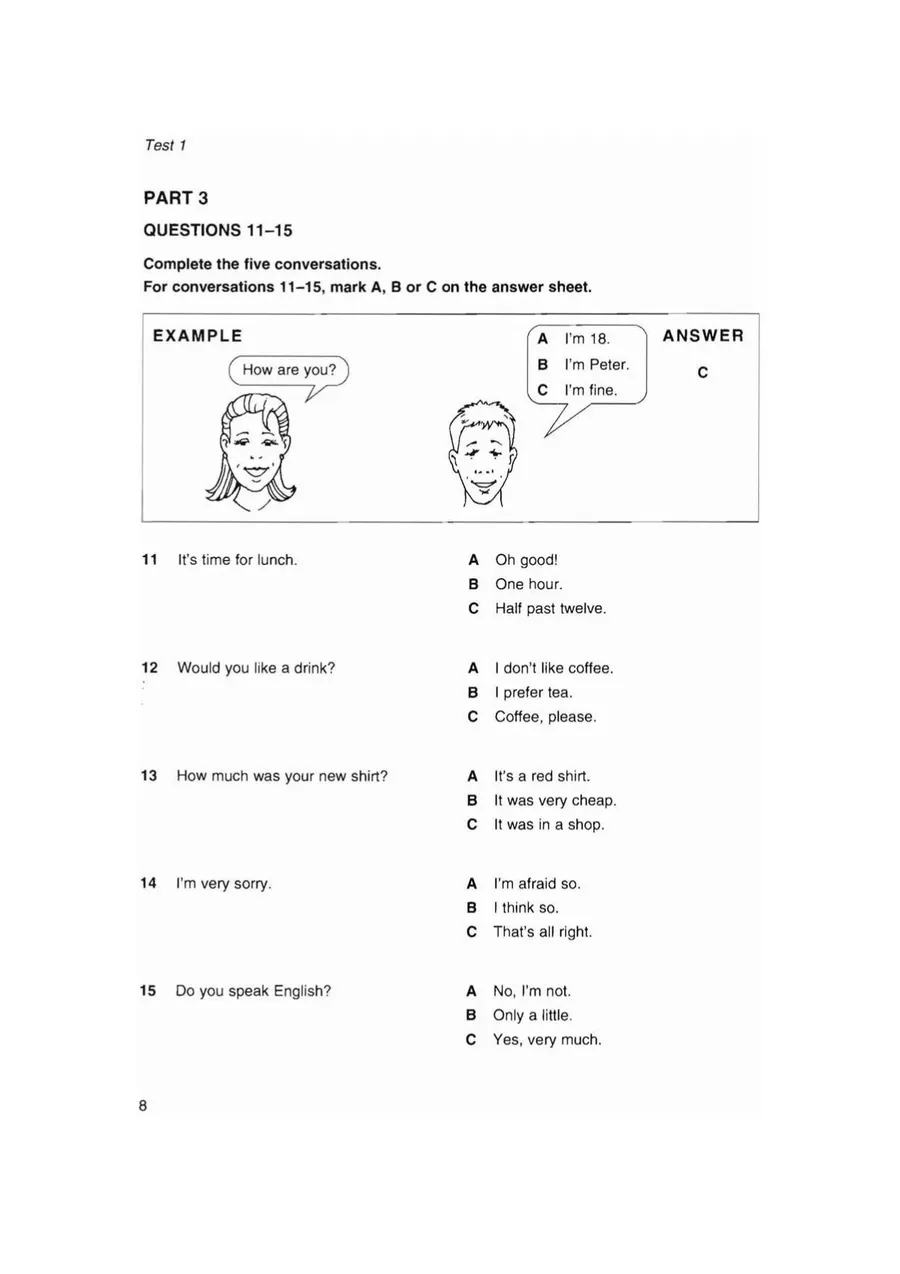 Test 1
PART 3
QUESTIONS 11–15
Complete the five conversations.
For conversations 11–15, mark A, B or C on the answer sheet.
EXAMPLE
How are you?
A I'm 18.
B I'm Peter.
C I'm fine.
ANSWER
C
11 It's time for lunch.
A Oh good!
B One hour.
C Half past twelve.
12 Would you like a drink?
A I don't like coffee.
B I prefer tea.
C Coffee, please.
13 How much was your new shirt?
A It's a red shirt.
B It was very cheap.
C It was in a shop.
14 I'm very sorry.
A I'm afraid so.
B I think so.
C That's all right.
15 Do you speak English?
A No, I'm not.
B Only a little.
C Yes, very much.
8